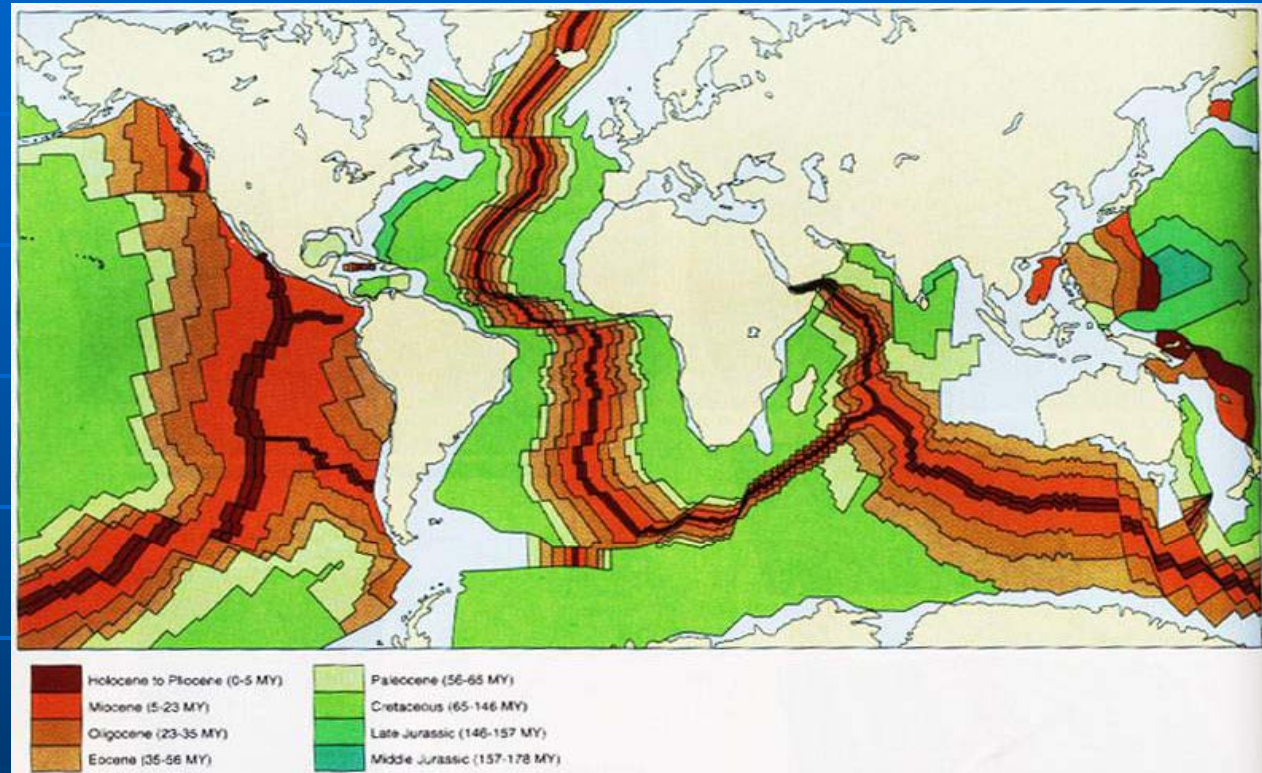 Holocene to Pliocene (0-5 MY)
Miocene (5-23 MY)
Oligocene (23-35 MY)
Eocene (35-56 MY)
Paleocene (56-65 MY)
Cretaceous (65-146 MY)
Late Jurassic (146-157 MY)
Middle Jurassic (157-178 MY)